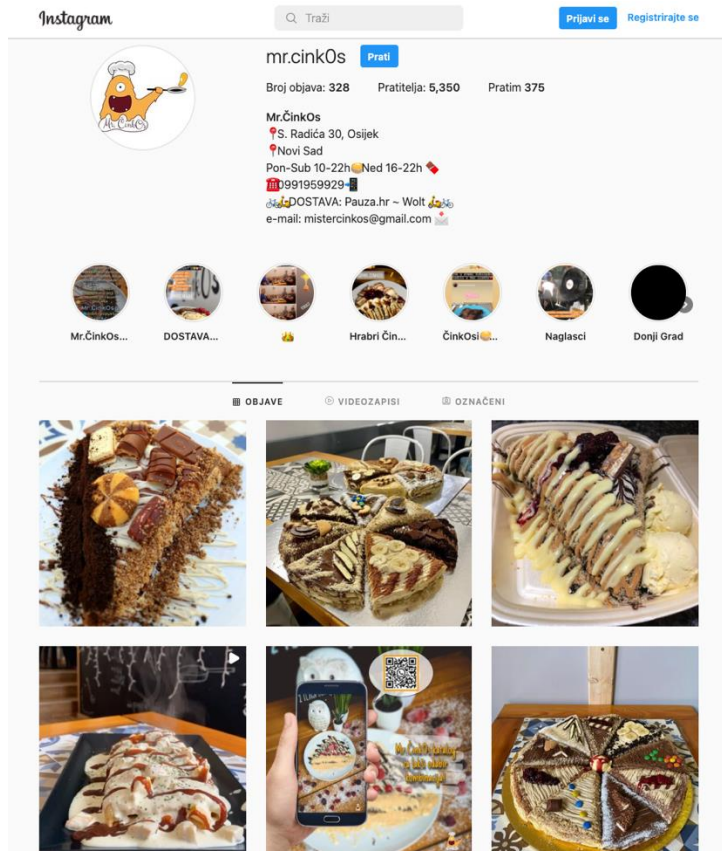 Instagram
Traži
Prijavi se
Registrirajte se
mr.cink0s
Prati
Broj objava: 328 Pratitelja: 5,350 Pratim 375
Mr.ČinkOs
📍S. Radića 30, Osijek
📍Novi Sad
Pon-Sub 10-22h🥞Ned 16-22h 🍫
☎️0991959929📲
🚲🛵DOSTAVA: Pauza.hr ~ Wolt 🛵🚲
e-mail: mistercinkos@gmail.com 📩
Mr. ČinkOs
Mr.ČinkOs...
DOSTAVA...
👑
Hrabri Čin...
ČinkOsi🥞...
Naglasci
Donji Grad
OBJAVE
VIDEOZAPISI
OZNAČENI